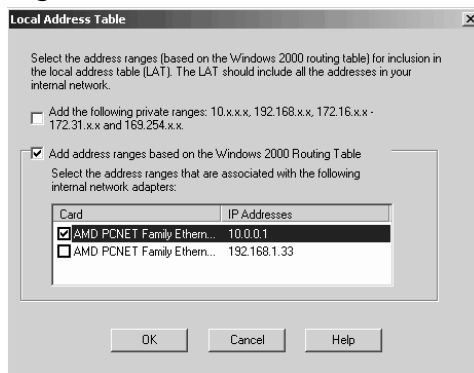 Local Address Table
Select the address ranges (based on the Windows 2000 routing table) for inclusion in
the local address table (LAT). The LAT should include all the addresses in your
internal network.
Add the following private ranges: 10.x.x.x, 192.168.x.x, 172.16.x.x -
172.31.x.x and 169.254.x.x.
Add address ranges based on the Windows 2000 Routing Table
Select the address ranges that are associated with the following
internal network adapters:
Card IP Addresses
AMD PCNET Family Ethern... 10.0.0.1
AMD PCNET Family Ethern... 192.168.1.33
OK Cancel Help